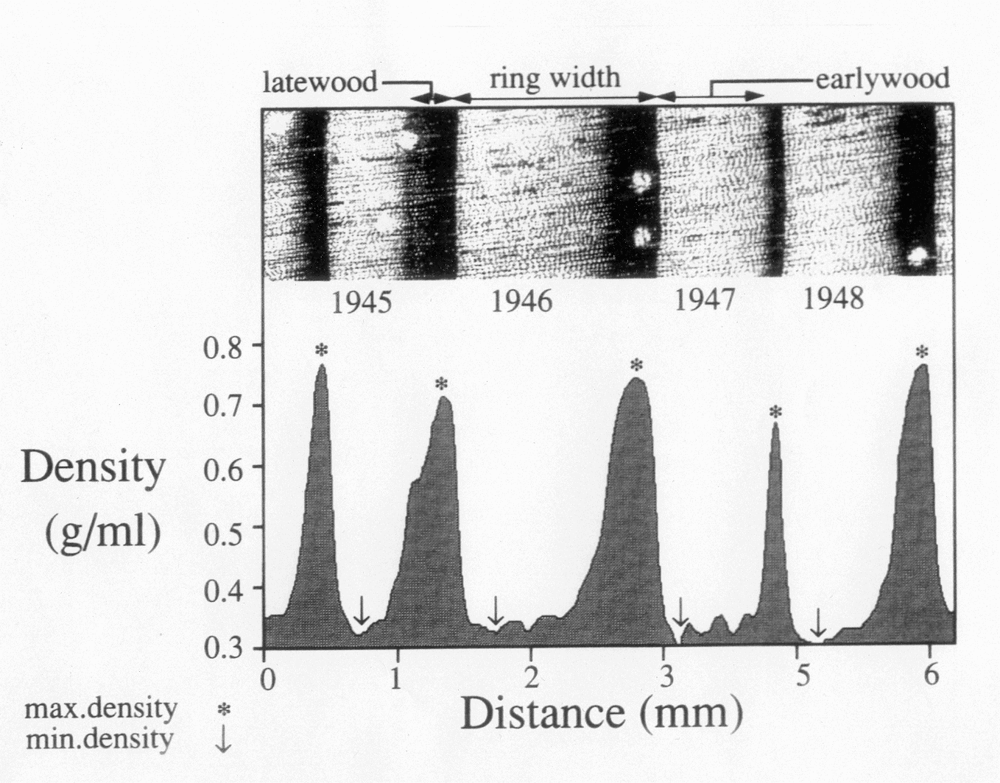 latewood ring width earlywood
1945 1946 1947 1948
0.8
0.7
0.6
0.5
0.4
0.3
Density
(g/ml)
* * * * *
0 1 2 3 5 6
Distance (mm)
max.density *
min.density ↓